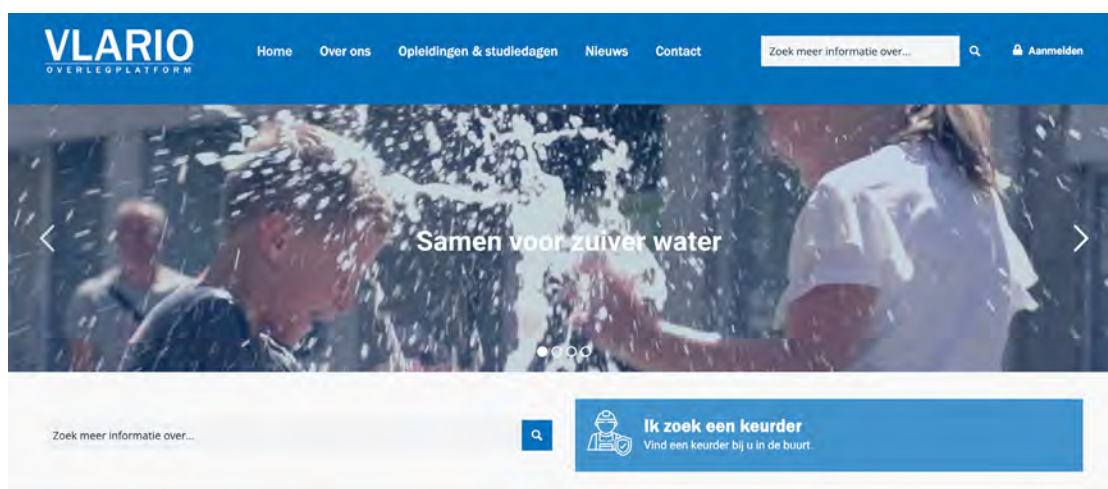 VLARIO
OVERLEGPLATFORM
Home Over ons Opleidingen & studiedagen Nieuws Contact
Zoek meer informatie over...
Aanmelden
Samen voor zuiver water
Zoek meer informatie over...
Ik zoek een keurder
Vind een keurder bij u in de buurt.